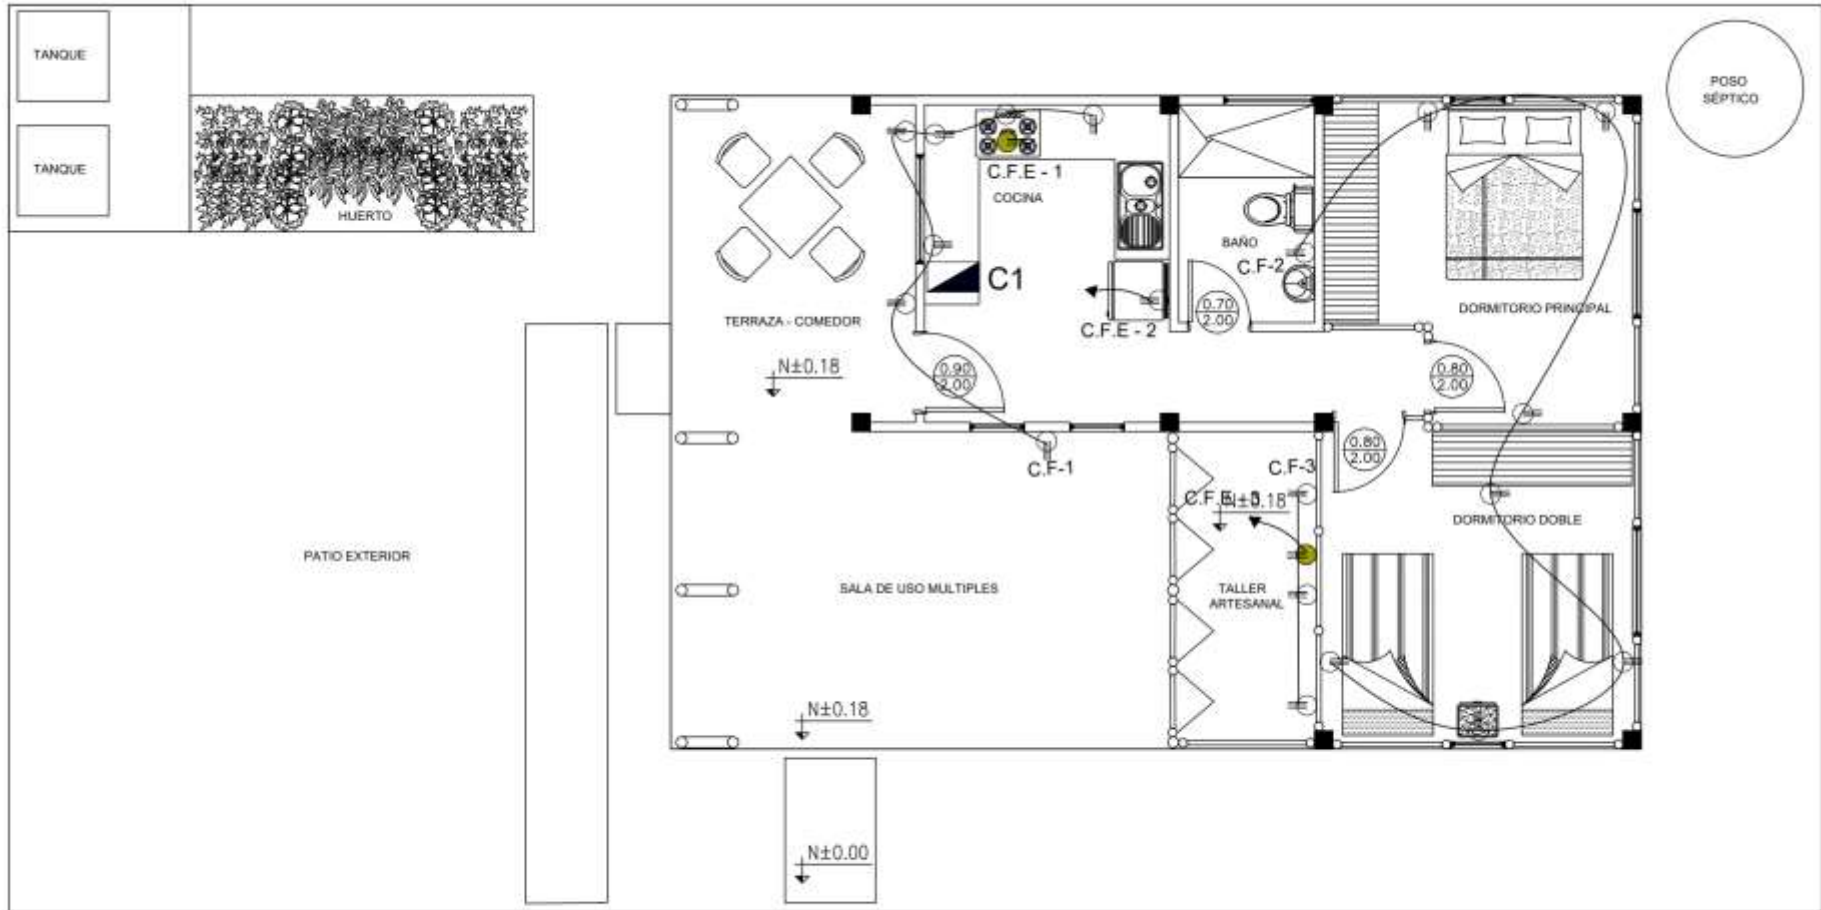 TANQUE
TANQUE
HUERTO
POSO
SÉPTICO
C.F.E - 1
COCINA
BAÑO
C.F-2
C1
C.F.E - 2
0.70
2.00
DORMITORIO PRINCIPAL
TERRAZA - COMEDOR
N±0.18
0.90
2.00
0.80
2.00
0.80
2.00
C.F-1
C.F-3
C.F.E - 3
N±0.18
DORMITORIO DOBLE
PATIO EXTERIOR
SALA DE USO MULTIPLES
TALLER
ARTESANAL
N±0.18
N±0.00